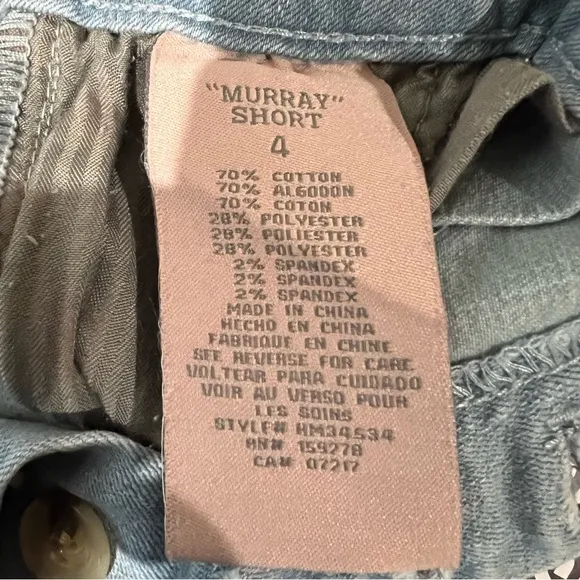 "MURRAY"
SHORT
4
70% COTTON
70% ALGODON
70% COTON
28% POLYESTER
28% POLIESTER
28% POLYESTER
2% SPANDEX
2% SPANDEX
2% SPANDEX
MADE IN CHINA
HECHO EN CHINA
FABRIQUE EN CHINE
SEE REVERSE FOR CARE
VOLTEAR PARA CUIDADO
VOIR AU VERSO POUR
LES SOINS
STYLE# HM34534
RN# 159278
CA# 07217